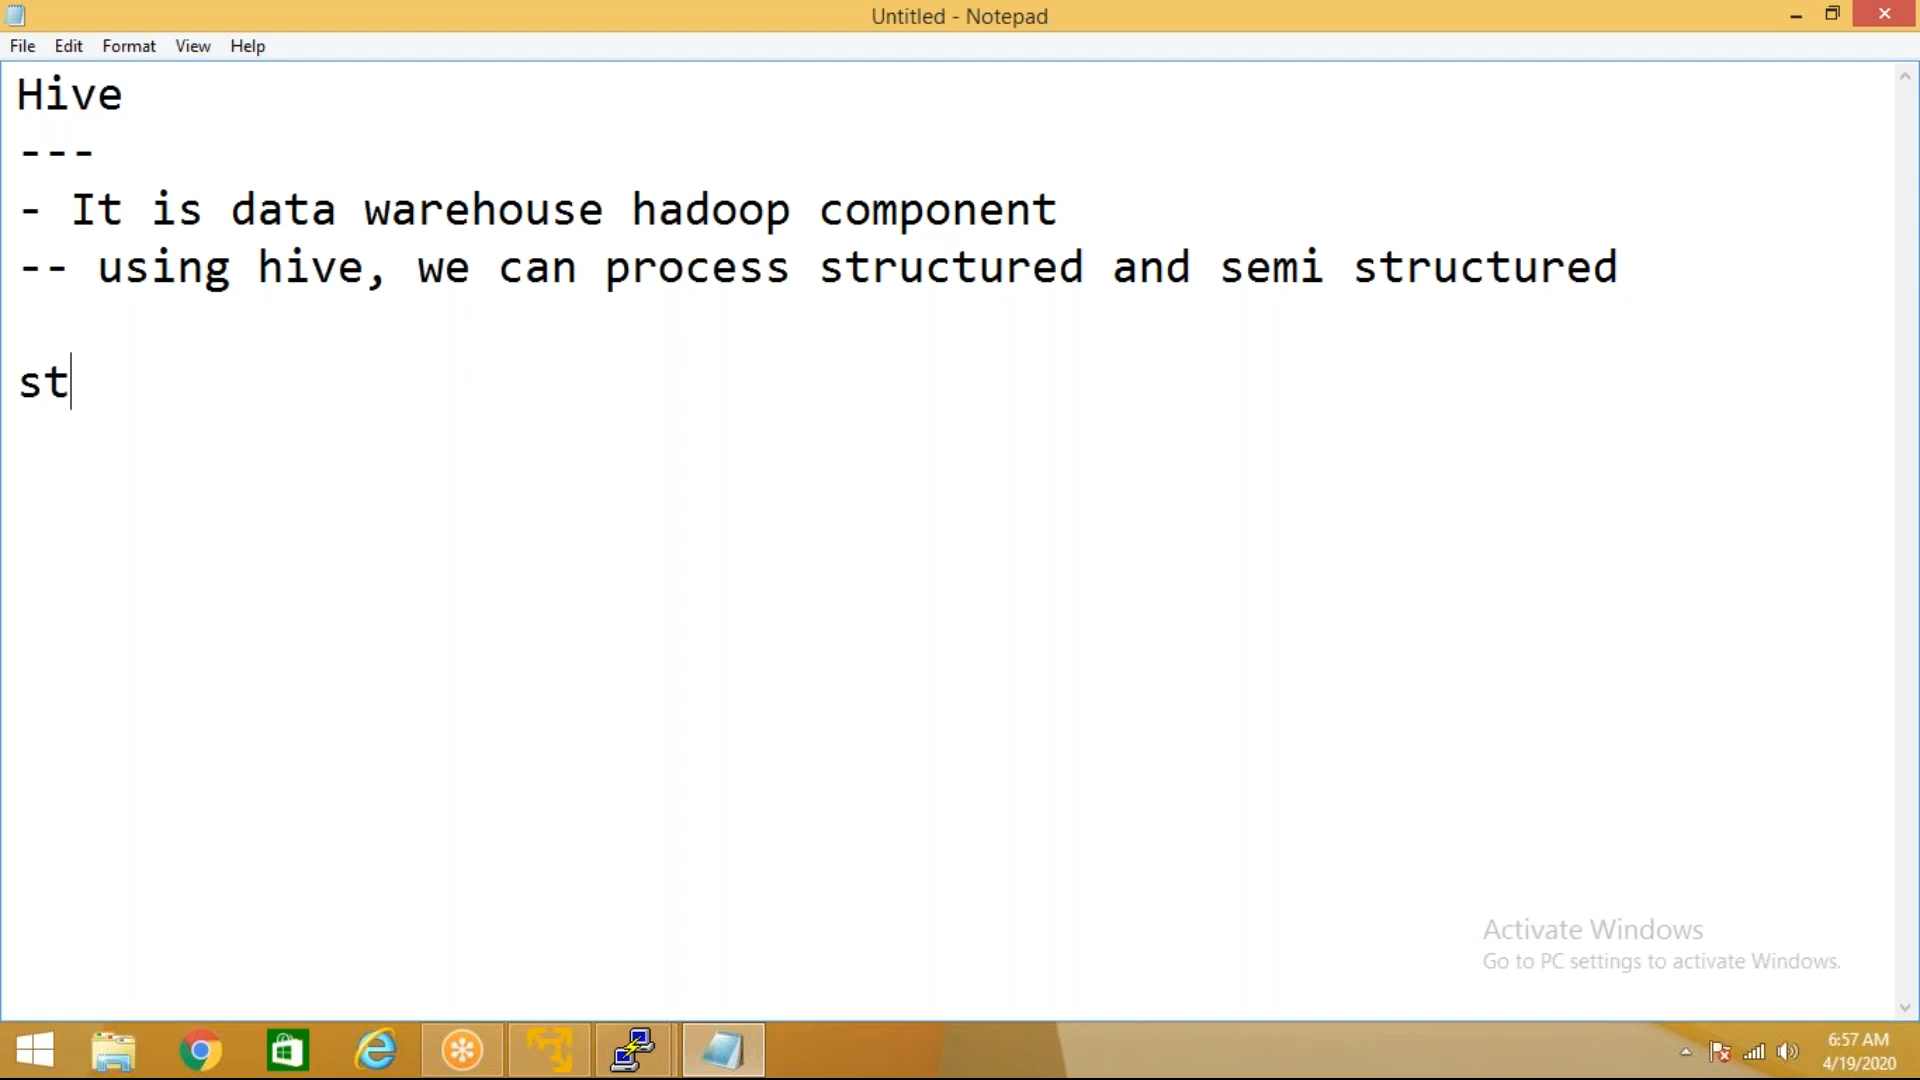 Untitled - Notepad
File Edit Format View Help
Hive
---
- It is data warehouse hadoop component
-- using hive, we can process structured and semi structured
st
Activate Windows
Go to PC settings to activate Windows.
6:57 AM
4/19/2020